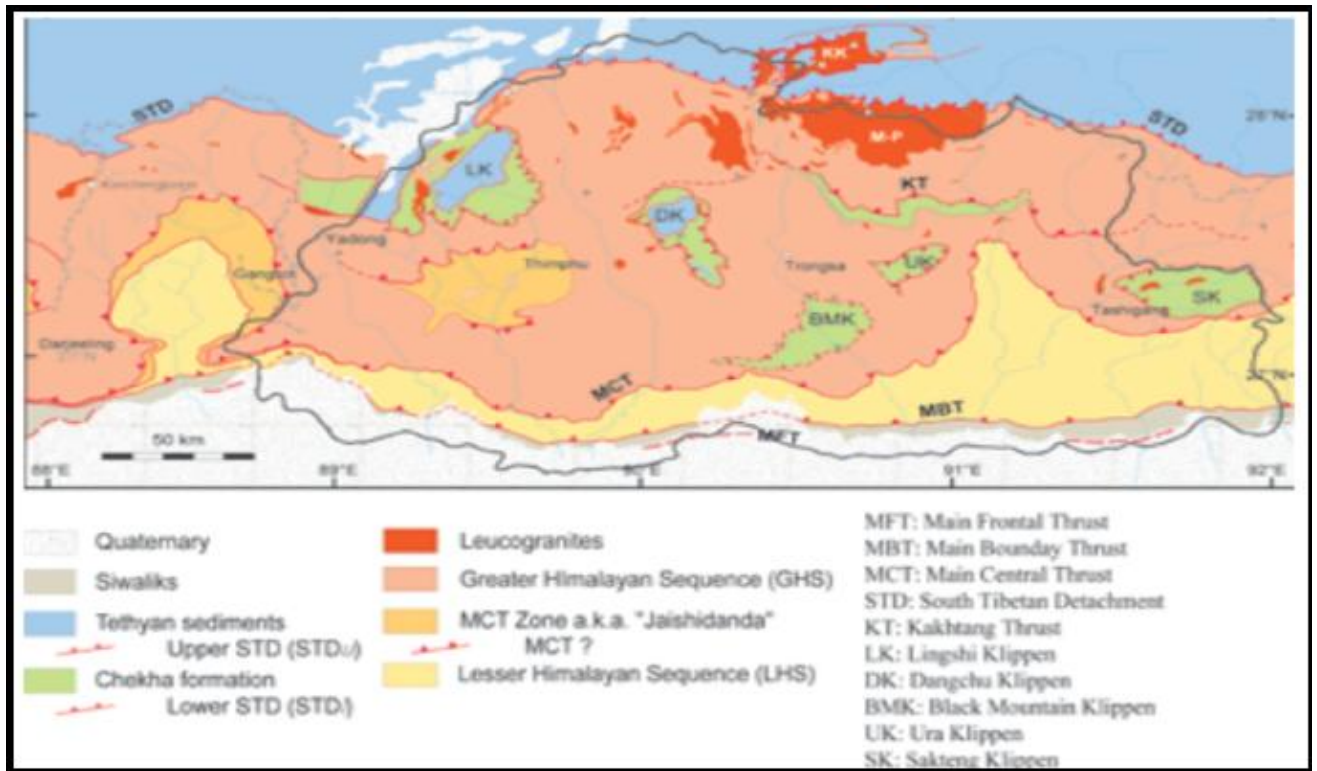 STD
KK
28°N
M-P
STD
LK
KT
DK
Yadong
Thimphu
Trongsa
UK
Gangtok
SK
Tashigang
BMK
Darjeeling
27°N
MCT
MBT
MFT
50 km
88°E 89°E 90°E 91°E 92°E
Quaternary
Siwaliks
Tethyan sediments
Upper STD (STDU)
Chekha formation
Lower STD (STDl)
Leucogranites
Greater Himalayan Sequence (GHS)
MCT Zone a.k.a. "Jaishidanda"
MCT ?
Lesser Himalayan Sequence (LHS)
MFT: Main Frontal Thrust
MBT: Main Bounday Thrust
MCT: Main Central Thrust
STD: South Tibetan Detachment
KT: Kakhtang Thrust
LK: Lingshi Klippen
DK: Dangchu Klippen
BMK: Black Mountain Klippen
UK: Ura Klippen
SK: Sakteng Klippen